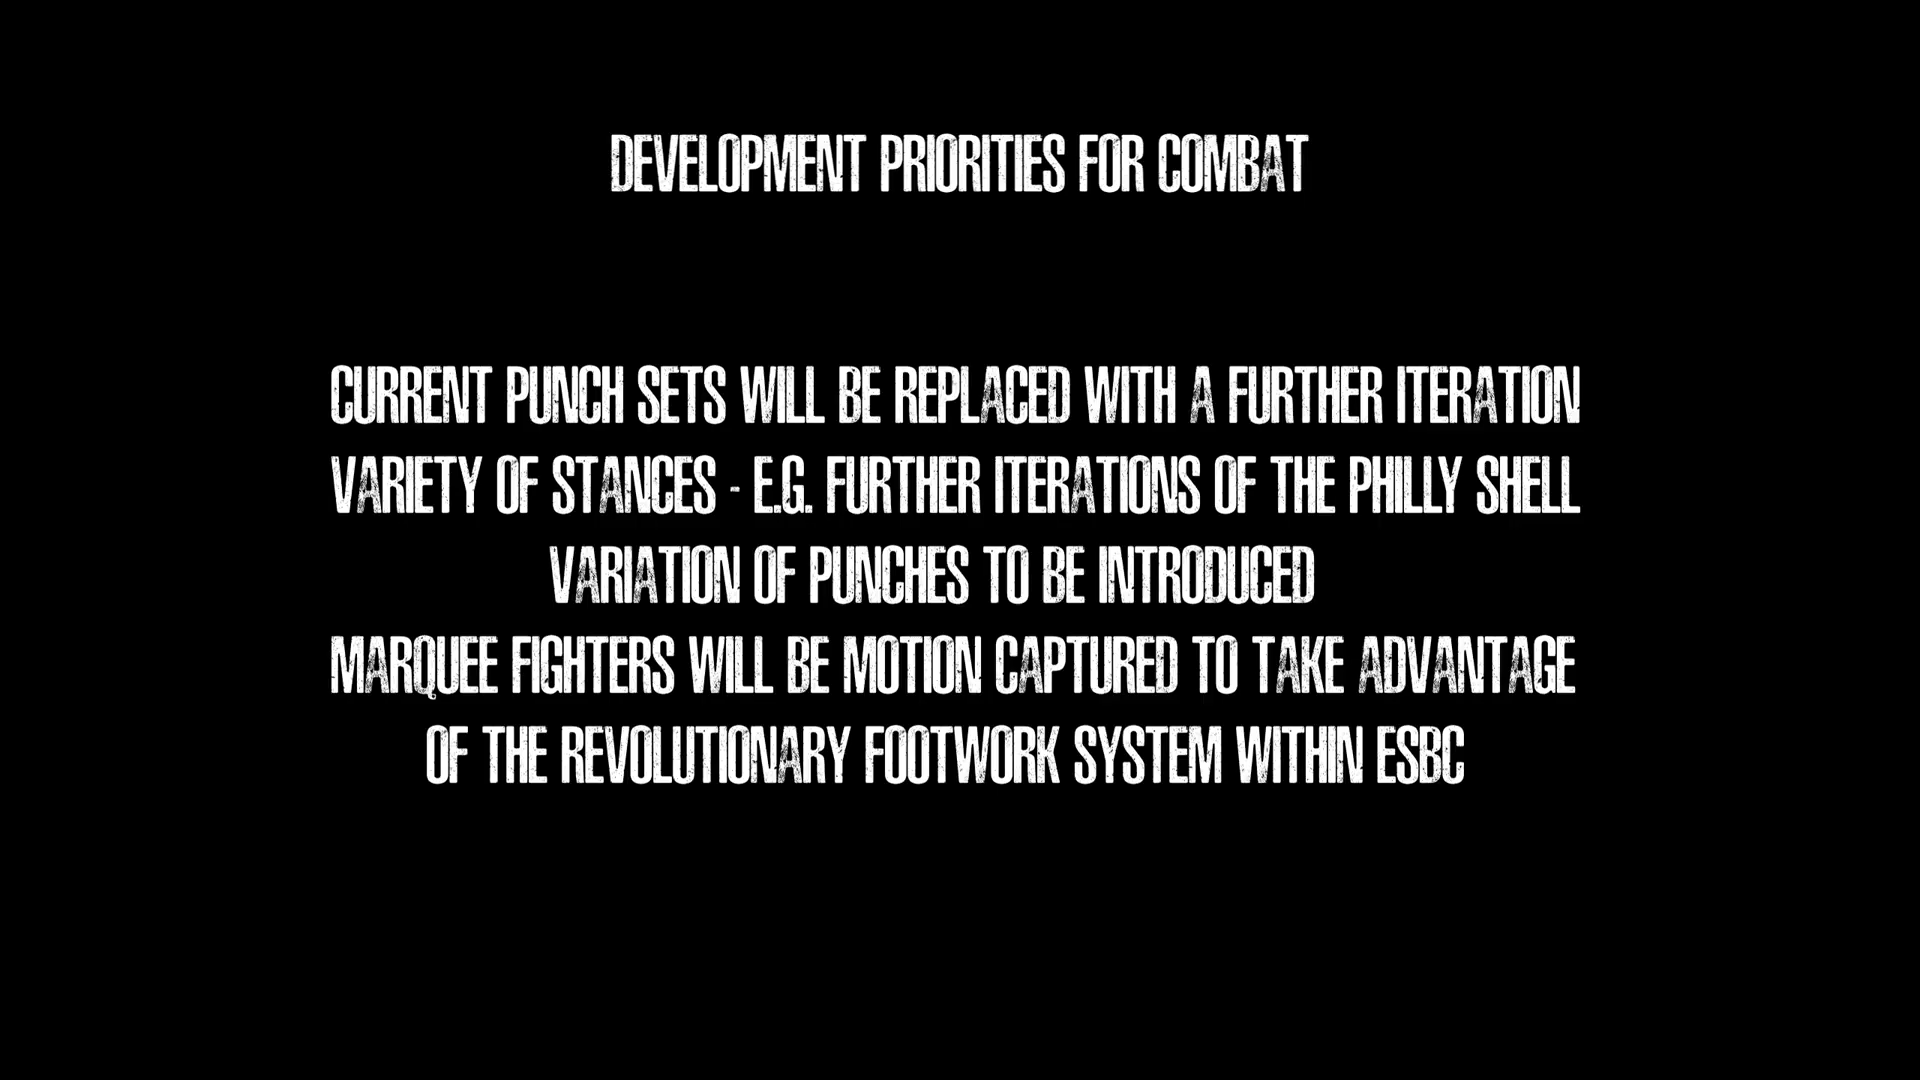 DEVELOPMENT PRIORITIES FOR COMBAT
CURRENT PUNCH SETS WILL BE REPLACED WITH A FURTHER ITERATION
VARIETY OF STANCES - E.G. FURTHER ITERATIONS OF THE PHILLY SHELL
VARIATION OF PUNCHES TO BE INTRODUCED
MARQUEE FIGHTERS WILL BE MOTION CAPTURED TO TAKE ADVANTAGE
OF THE REVOLUTIONARY FOOTWORK SYSTEM WITHIN ESBC